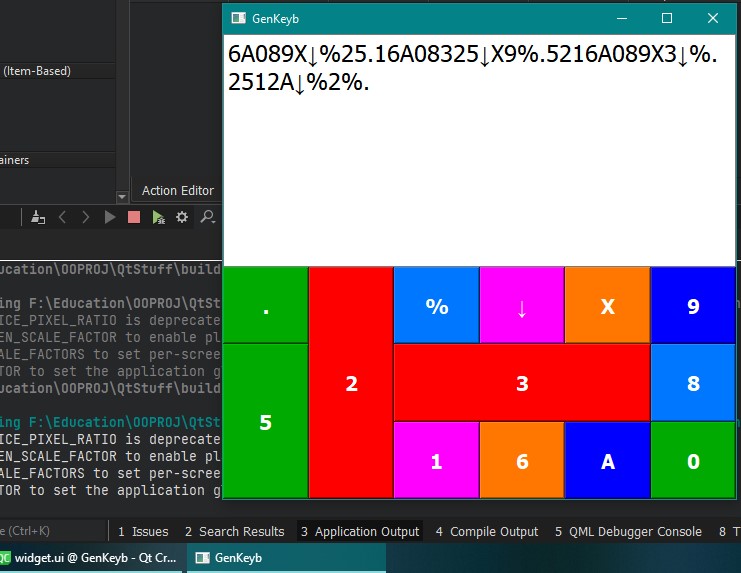 GenKeyb
(Item-Based)
6A089X↓%25.16A08325↓X9%.5216A089X3↓%.
2512A↓%2%.
ainers
Action Editor
ucation\OOPROJ\QtStuff\build
. % ↓ X 9
ing F:\Education\OOPROJ\QtSt
ICE_PIXEL_RATIO is deprecate
EN_SCALE_FACTOR to enable pl
ALE_FACTORS to set per-scree
TOR to set the application g
ucation\OOPROJ\QtStuff\build
2 3 8
5
ing F:\Education\OOPROJ\QtSt
ICE_PIXEL_RATIO is deprecate
EN_SCALE_FACTOR to enable pl
ALE_FACTORS to set per-scree
TOR to set the application g
1 6 A 0
e (Ctrl+K) 1 Issues 2 Search Results 3 Application Output 4 Compile Output 5 QML Debugger Console 8 T
QC widget.ui @ GenKeyb - Qt Cr... GenKeyb